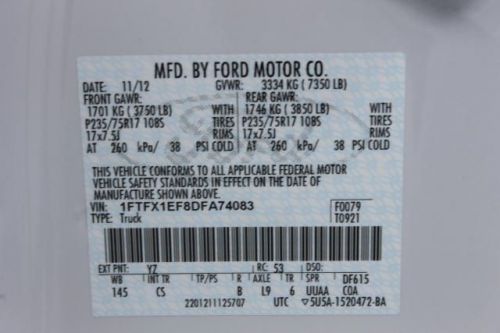 MFD. BY FORD MOTOR CO.
DATE: 11/12 GVWR: 3334 KG ( 7350 LB)
FRONT GAWR: REAR GAWR:
1701 KG ( 3750 LB) WITH 1746 KG ( 3850 LB) WITH
P235/75R17 108S TIRES P235/75R17 108S TIRES
17x7.5J RIMS 17x7.5J RIMS
AT 260 kPa/ 38 PSI COLD AT 260 kPa/ 38 PSI COLD
THIS VEHICLE CONFORMS TO ALL APPLICABLE FEDERAL MOTOR
VEHICLE SAFETY STANDARDS IN EFFECT ON THE DATE OF
MANUFACTURE SHOWN ABOVE.
VIN: 1FTFX1EF8DFA74083 F0079
TYPE: Truck T0921
EXT PNT: YZ RC: 53 DF615
WB INT TR TP/PS R AXLE TR SPR
145 CS B L9 6 UUAA COA
2201211125707 UTC 5U5A-1520472-BA